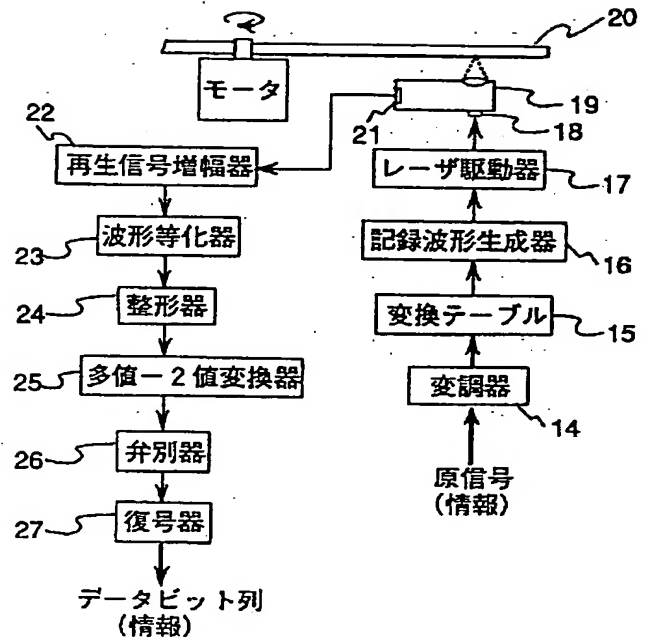 20
モータ
19
21
18
22
再生信号増幅器
レーザ駆動器
17
波形等化器
23
記録波形生成器
16
整形器
24
変換テーブル
15
多値ー2値変換器
25
変調器
14
弁別器
26
原信号
(情報)
復号器
27
データビット列
(情報)